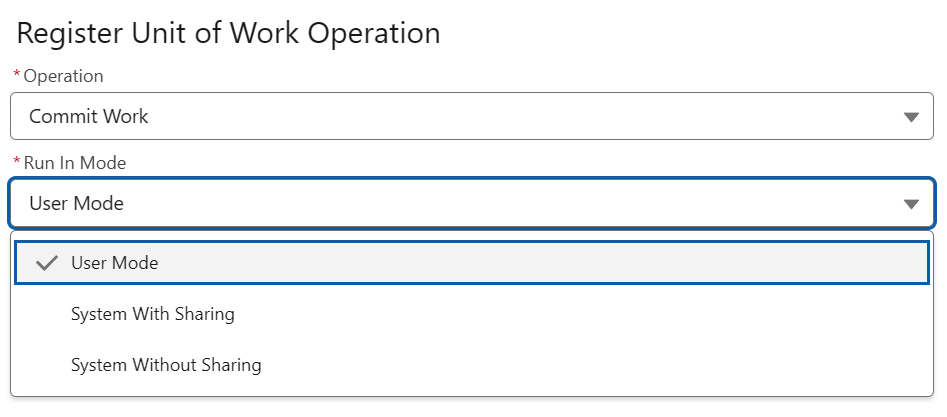 Register Unit of Work Operation
*Operation
Commit Work
*Run In Mode
User Mode
User Mode
System With Sharing
System Without Sharing